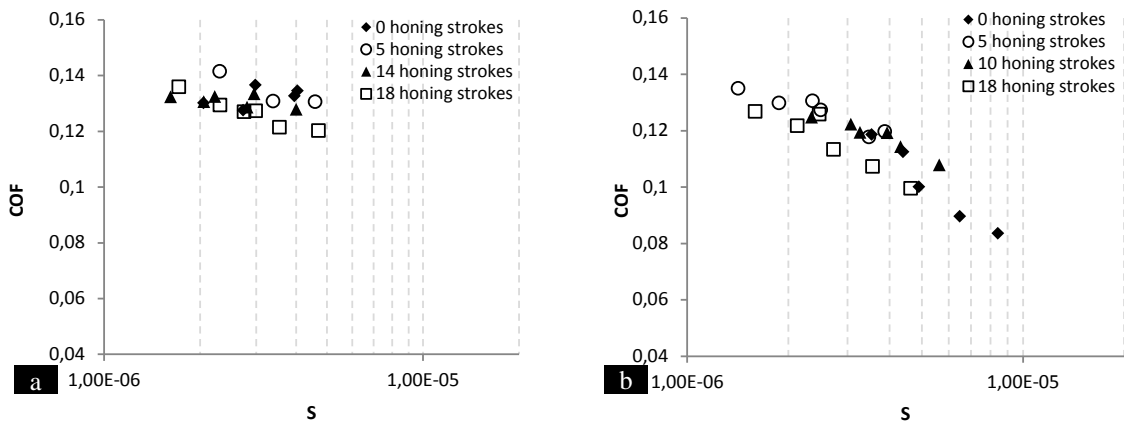 0,16
0,14
0,12
0,1
0,08
0,06
0,04
COF
0 honing strokes
5 honing strokes
14 honing strokes
18 honing strokes
1,00E-06
1,00E-05
S
a
0,16
0,14
0,12
0,1
0,08
0,06
0,04
COF
0 honing strokes
5 honing strokes
10 honing strokes
18 honing strokes
1,00E-06
1,00E-05
S
b